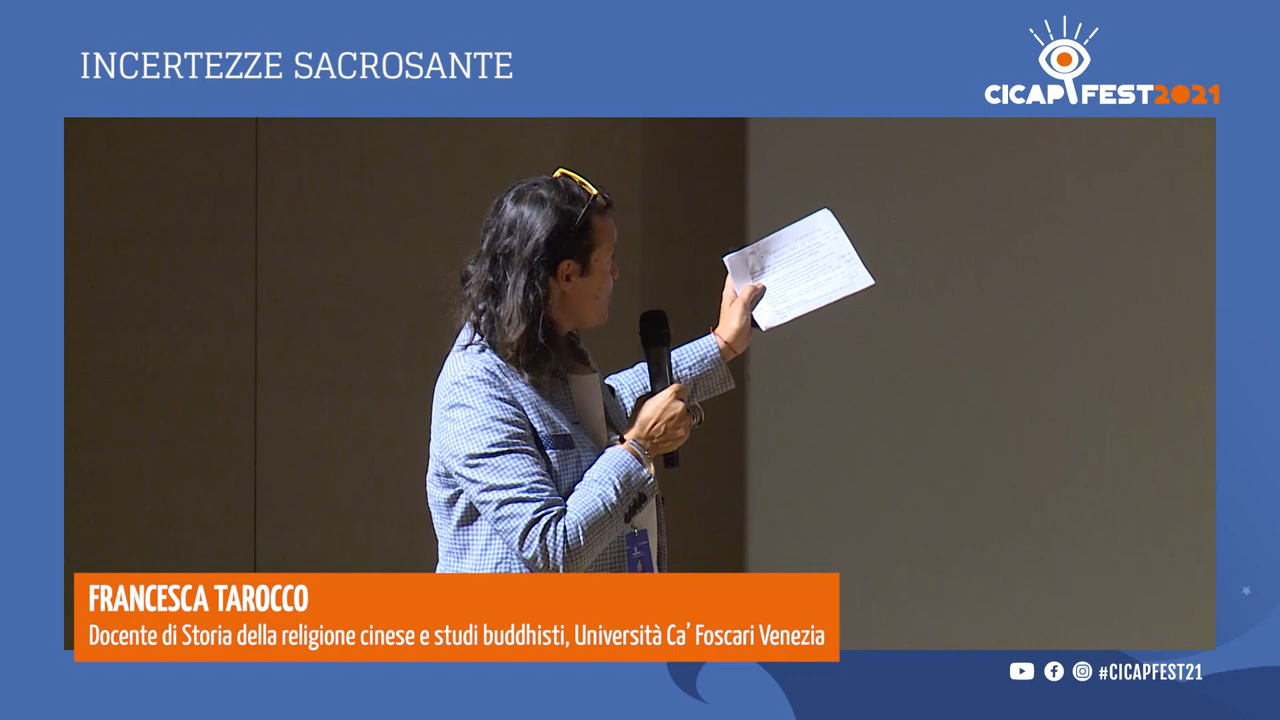 INCERTEZZE SACROSANTE
CICAP FEST2021
FRANCESCA TAROCCO
Docente di Storia della religione cinese e studi buddhisti, Università Ca’ Foscari Venezia
#CICAPFEST21